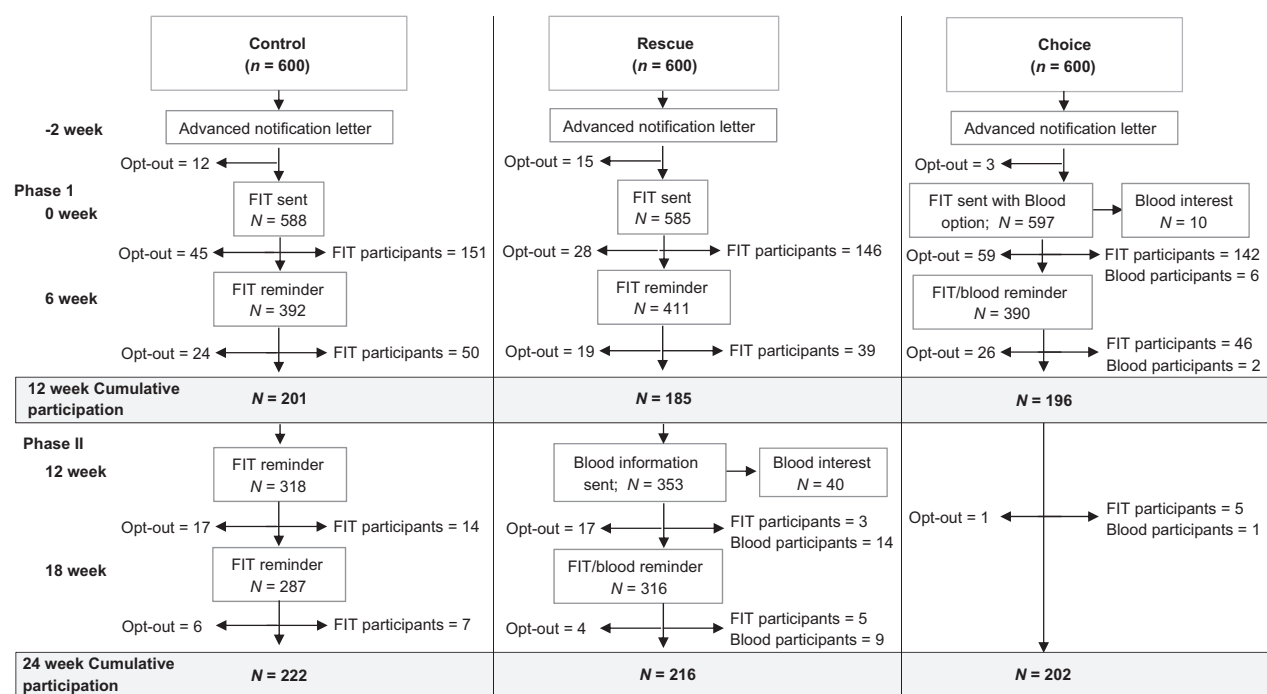 Control
(n = 600)
Rescue
(n = 600)
Choice
(n = 600)
-2 week
Advanced notification letter
Advanced notification letter
Advanced notification letter
Opt-out = 12
Opt-out = 15
Opt-out = 3
Phase 1
0 week
FIT sent
N = 588
FIT sent
N = 585
FIT sent with Blood
option; N = 597
Blood interest
N = 10
Opt-out = 45
FIT participants = 151
Opt-out = 28
FIT participants = 146
Opt-out = 59
FIT participants = 142
Blood participants = 6
6 week
FIT reminder
N = 392
FIT reminder
N = 411
FIT/blood reminder
N = 390
Opt-out = 24
FIT participants = 50
Opt-out = 19
FIT participants = 39
Opt-out = 26
FIT participants = 46
Blood participants = 2
12 week Cumulative
participation
N = 201
N = 185
N = 196
Phase II
12 week
FIT reminder
N = 318
Blood information
sent; N = 353
Blood interest
N = 40
Opt-out = 17
FIT participants = 14
Opt-out = 17
FIT participants = 3
Blood participants = 14
Opt-out = 1
FIT participants = 5
Blood participants = 1
18 week
FIT reminder
N = 287
FIT/blood reminder
N = 316
Opt-out = 6
FIT participants = 7
Opt-out = 4
FIT participants = 5
Blood participants = 9
24 week Cumulative
participation
N = 222
N = 216
N = 202